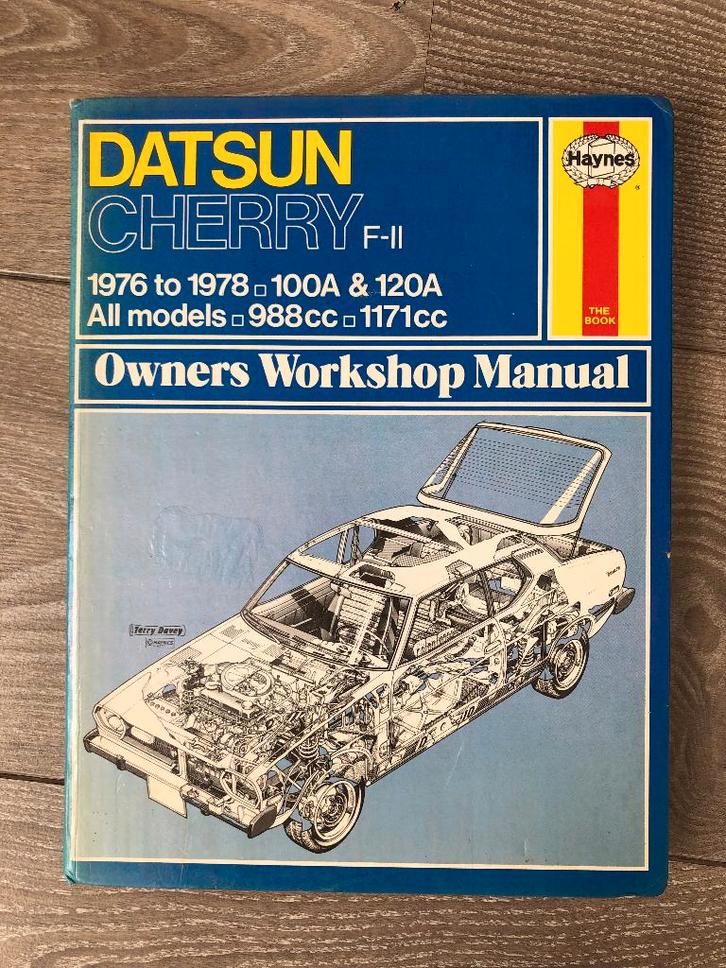 DATSUN
CHERRY F-II
1976 to 1978 □ 100A & 120A
All models □ 988cc □ 1171cc
Haynes
®
THE
BOOK
Owners Workshop Manual
Terry Davey
© HAYNES